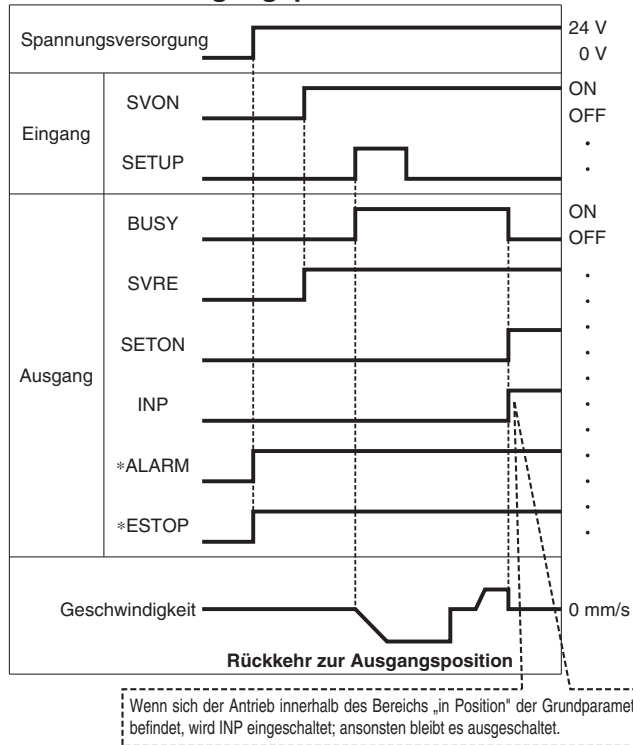 Spannungsversorgung
24 V
0 V
Eingang
SVON
ON
OFF
SETUP
Ausgang
BUSY
ON
OFF
SVRE
SETON
INP
*ALARM
*ESTOP
Geschwindigkeit
0 mm/s
Rückkehr zur Ausgangsposition
Wenn sich der Antrieb innerhalb des Bereichs „in Position" der
befindet, wird INP eingeschaltet; ansonsten bleibt es ausgeschaltet.